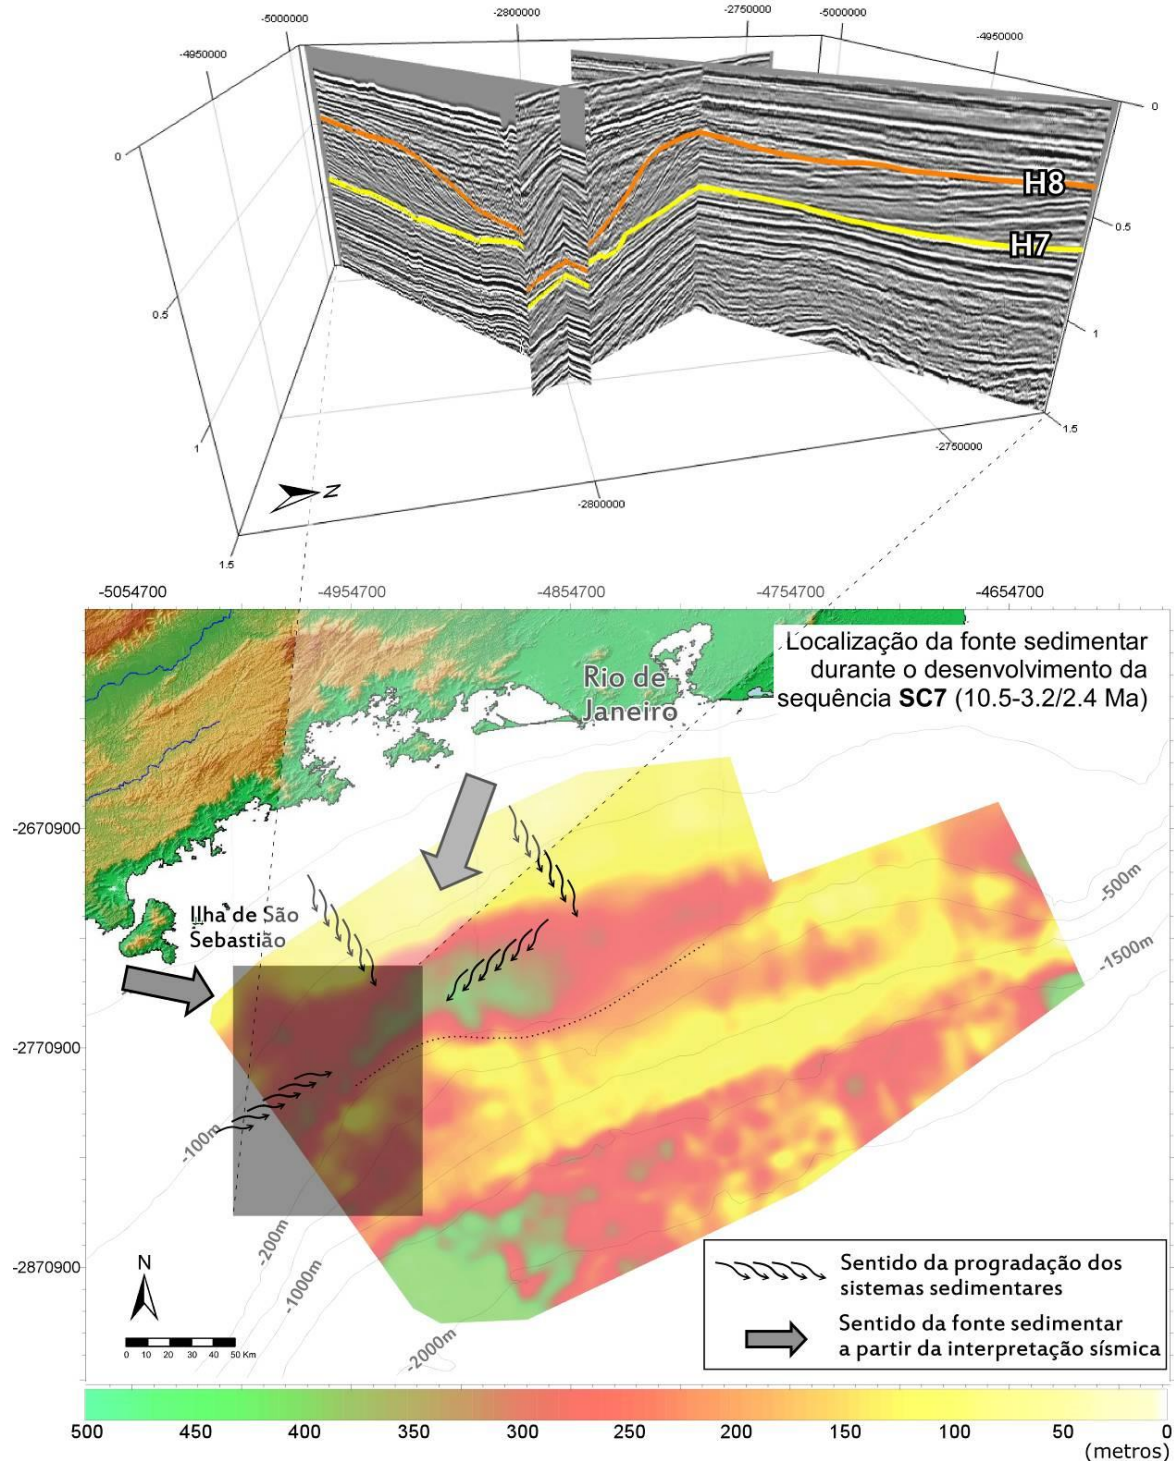 -5000000
-2800000
-2750000
-5000000
-4950000
-4950000
0
0
H8
0.5
H7
0.5
1
1
1.5
-2750000
N
-2800000
1.5
-5054700
-4954700
-4854700
-4754700
-4654700
Localização da fonte sedimentar
durante o desenvolvimento da
sequência SC7 (10.5-3.2/2.4 Ma)
Rio de
Janeiro
-2670900
-500m
Ilha de São
Sebastião
-1500m
-2770900
-100m
-200m
-1000m
-2000m
-2870900
N
0 10 20 30 40 50 Km
Sentido da progradação dos
sistemas sedimentares
Sentido da fonte sedimentar
a partir da interpretação sísmica
500 450 400 350 300 250 200 150 100 50 0
(metros)